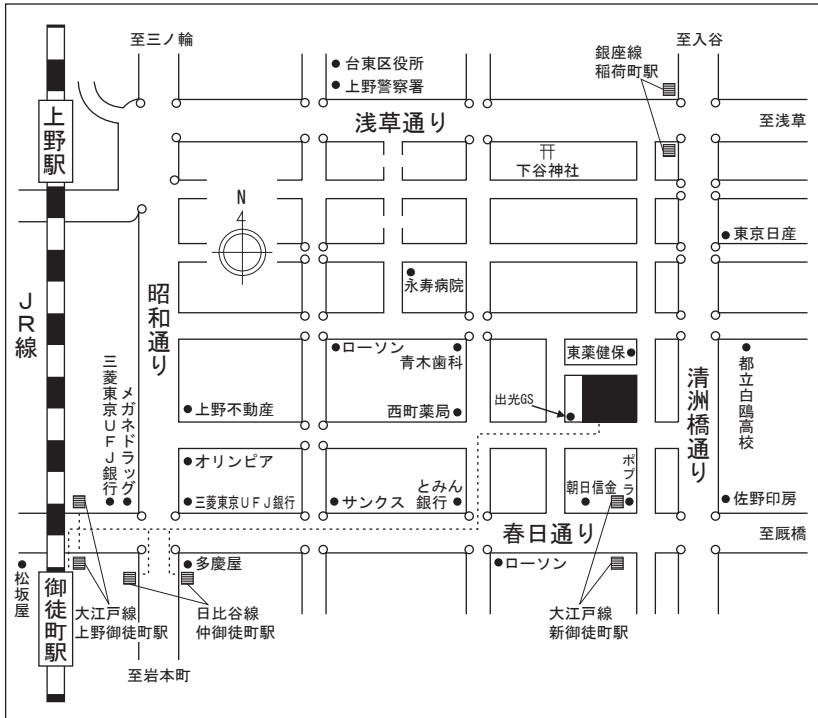 至三ノ輪
台東区役所
上野警察署
銀座線
稲荷町駅
至入谷
上野駅
浅草通り
至浅草
下谷神社
N
東京日産
永寿病院
JR線
昭和通り
ローソン
青木歯科
東薬健保
清洲橋通り
都立白鴎高校
三菱東京UFJ銀行
メガネドラッグ
上野不動産
西町薬局
出光GS
オリンピア
とみん
銀行
朝日信金
ポプラ
三菱東京UFJ銀行
サンクス
佐野印房
春日通り
至厩橋
松坂屋
御徒町駅
多慶屋
ローソン
大江戸線
上野御徒町駅
日比谷線
仲御徒町駅
大江戸線
新御徒町駅
至岩本町